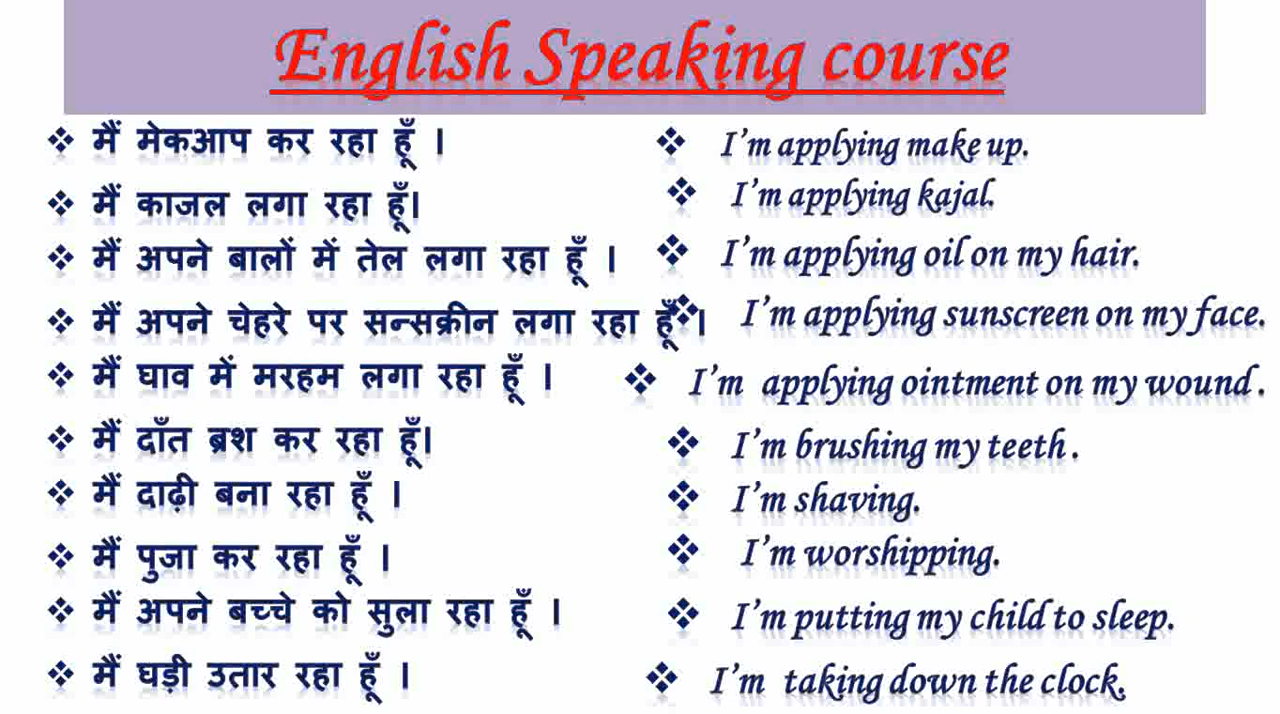 English Speaking course
मैं मेकआप कर रहा हूँ । I'm applying make up.
मैं काजल लगा रहा हूँ। I'm applying kajal.
मैं अपने बालों में तेल लगा रहा हूँ । I'm applying oil on my hair.
मैं अपने चेहरे पर सन्सक्रीन लगा रहा हूँ । I'm applying sunscreen on my face.
मैं घाव में मरहम लगा रहा हूँ । I'm applying ointment on my wound.
मैं दाँत ब्रश कर रहा हूँ। I'm brushing my teeth.
मैं दाढ़ी बना रहा हूँ । I'm shaving.
मैं पुजा कर रहा हूँ । I'm worshipping.
मैं अपने बच्चे को सुला रहा हूँ । I'm putting my child to sleep.
मैं घड़ी उतार रहा हूँ । I'm taking down the clock.